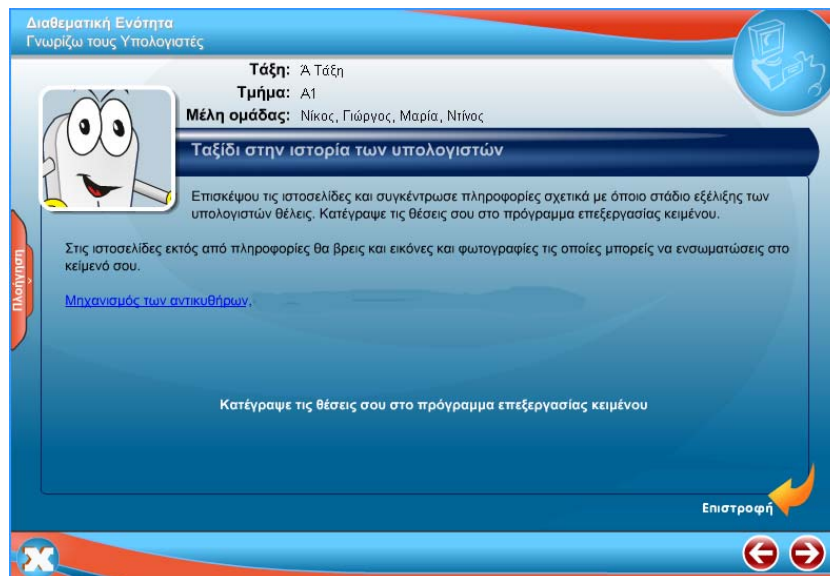 Διαθεματική Ενότητα
Γνωρίζω τους Υπολογιστές
Τάξη: Ά Τάξη
Τμήμα: Α1
Μέλη ομάδας: Νίκος, Γιώργος, Μαρία, Ντίνος
Ταξίδι στην ιστορία των υπολογιστών
Επισκέψου τις ιστοσελίδες και συγκέντρωσε πληροφορίες σχετικά με όποιο στάδιο εξέλιξης των
υπολογιστών θέλεις. Κατέγραψε τις θέσεις σου στο πρόγραμμα επεξεργασίας κειμένου.
Στις ιστοσελίδες εκτός από πληροφορίες θα βρεις και εικόνες και φωτογραφίες τις οποίες μπορείς να ενσωματώσεις στο
κείμενό σου.
Πλοήγηση
Μηχανισμός των αντικυθήρων,
Κατέγραψε τις θέσεις σου στο πρόγραμμα επεξεργασίας κειμένου
Επιστροφή